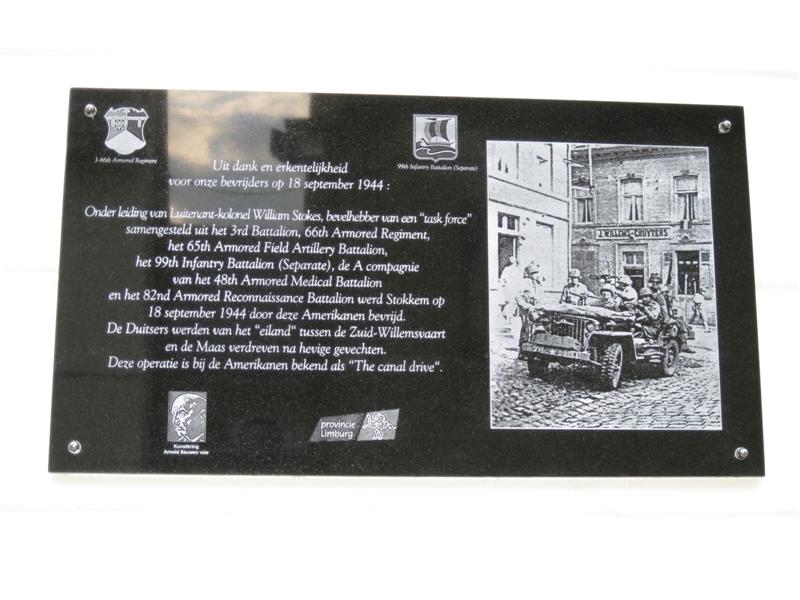 3-66th Armored Regiment
99th Infantry Battalion (Separate)
Uit dank en erkentelijkheid
voor onze bevrijders op 18 september 1944 :
Onder leiding van Luitenant-kolonel William Stokes, bevelhebber van een "task force"
samengesteld uit het 3rd Battalion, 66th Armored Regiment,
het 65th Armored Field Artillery Battalion,
het 99th Infantry Battalion (Separate), de A compagnie
van het 48th Armored Medical Battalion
en het 82nd Armored Reconnaissance Battalion werd Stokkem op
18 september 1944 door deze Amerikanen bevrijd.
De Duitsers werden van het "eiland" tussen de Zuid-Willemsvaart
en de Maas verdreven na hevige gevechten.
Deze operatie is bij de Amerikanen bekend als "The canal drive".
J. WILLEMS-CRUYTERS
Kunstkring
Arnold Sauwen vzw
provincie
Limburg